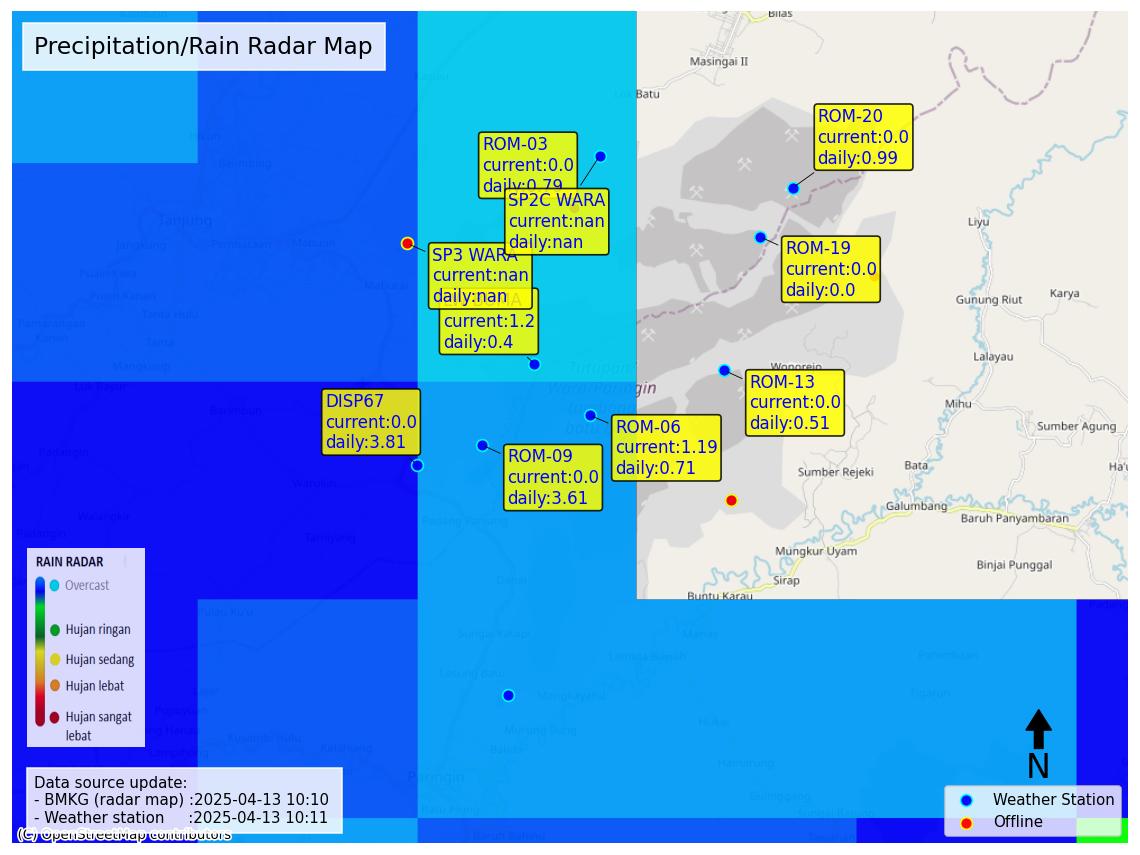 Precipitation/Rain Radar Map
Bilas
Masingai II
Batu
ROM-20
current:0.0
daily:0.99
ROM-03
current:0.0
daily:0.79
SP2C WARA
current:nan
daily:nan
Liyu
Tanjung
SP3 WARA
current:nan
daily:nan
ROM-19
current:0.0
daily:0.0
Gunung Riut
Karya
current:1.2
daily:0.4
Lalayau
Wonorejo
ROM-13
current:0.0
daily:0.51
Mihu
Sumber Agung
DISP67
current:0.0
daily:3.81
ROM-06
current:1.19
daily:0.71
ROM-09
current:0.0
daily:3.61
Bata
Sumber Rejeki
Galumbang
Baruh Panyambaran
Mungkur Uyam
Binjai Punggal
Sirap
Buntu Karau
RAIN RADAR
Overcast
Hujan ringan
Hujan sedang
Hujan lebat
Hujan sangat
lebat
Mangkayahu
Murung Bung
Paringin
N
Data source update:
- BMKG (radar map) :2025-04-13 10:10
- Weather station :2025-04-13 10:11
Weather Station
Offline
(C) OpenStreetMap contributors